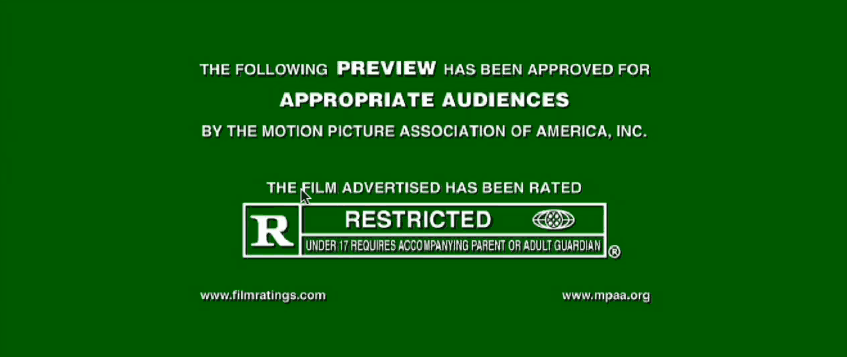 THE FOLLOWING PREVIEW HAS BEEN APPROVED FOR
APPROPRIATE AUDIENCES
BY THE MOTION PICTURE ASSOCIATION OF AMERICA, INC.
THE FILM ADVERTISED HAS BEEN RATED
R RESTRICTED
UNDER 17 REQUIRES ACCOMPANYING PARENT OR ADULT GUARDIAN ®
www.filmratings.com www.mpaa.org